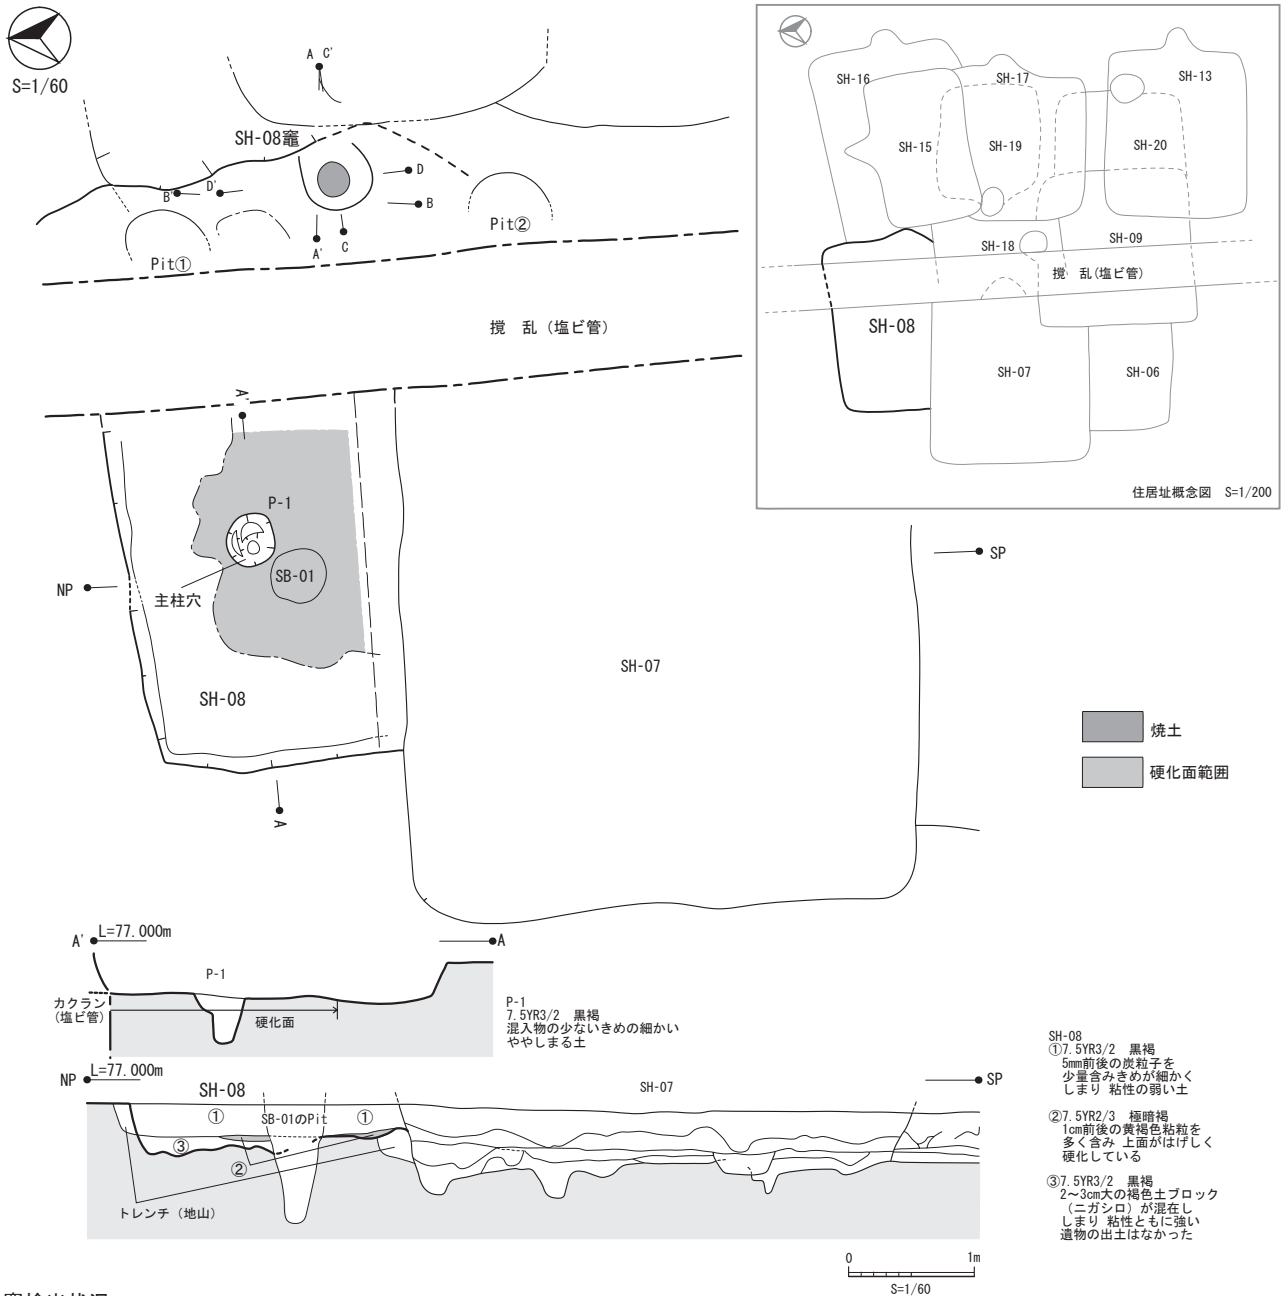 S=1/60
A C'
SH-08竈
B'
D'
D
B
A'
C
Pit①
Pit②
撹　乱（塩ビ管）
SH-16
SH-17
SH-13
SH-15
SH-19
SH-20
SH-18
SH-09
撹　乱(塩ビ管)
SH-08
SH-07
SH-06
住居址概念図　S=1/200
A'
P-1
SB-01
主柱穴
NP
SP
SH-08
SH-07
A
焼土
硬化面範囲
A' L=77.000m
A
P-1
カクラン
(塩ビ管)
硬化面
P-1
7.5YR3/2　黒褐
混入物の少ないきめの細かい
ややしまる土
NP L=77.000m
SP
SH-08
SH-07
①
SB-01のPit
①
③
②
トレンチ（地山）
SH-08
①7.5YR3/2　黒褐
5mm前後の炭粒子を
少量含みきめが細かく
しまり 粘性の弱い土
②7.5YR2/3　極暗褐
1cm前後の黄褐色粘粒を
多く含み 上面がはげしく
硬化している
③7.5YR3/2　黒褐
2〜3cm大の褐色土ブロック
（ニガシロ）が混在し
しまり 粘性ともに強い
遺物の出土はなかった
0　1m
S=1/60